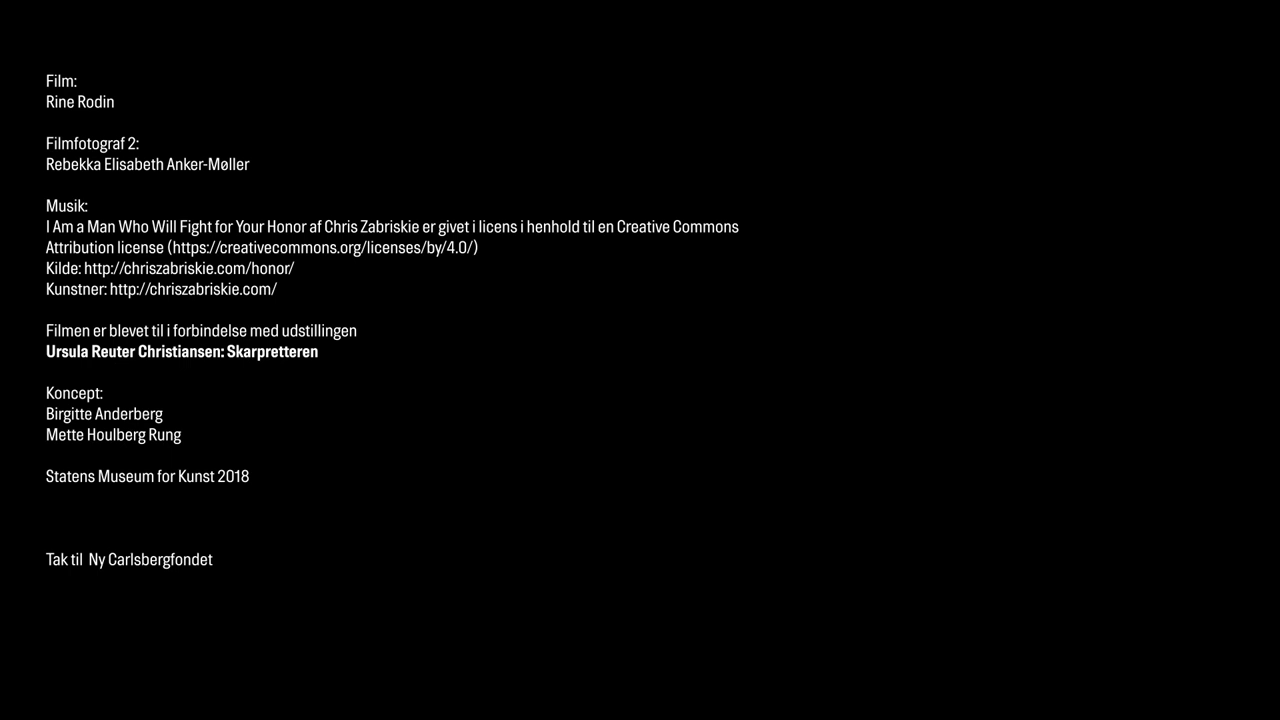 Film:
Rine Rodin
Filmfotograf 2:
Rebekka Elisabeth Anker-Møller
Musik:
I Am a Man Who Will Fight for Your Honor af Chris Zabriskie er givet i licens i henhold til en Creative Commons
Attribution license (https://creativecommons.org/licenses/by/4.0/)
Kilde: http://chriszabriskie.com/honor/
Kunstner: http://chriszabriskie.com/
Filmen er blevet til i forbindelse med udstillingen
Ursula Reuter Christiansen: Skarpretteren
Koncept:
Birgitte Anderberg
Mette Houlberg Rung
Statens Museum for Kunst 2018
Tak til  Ny Carlsbergfondet